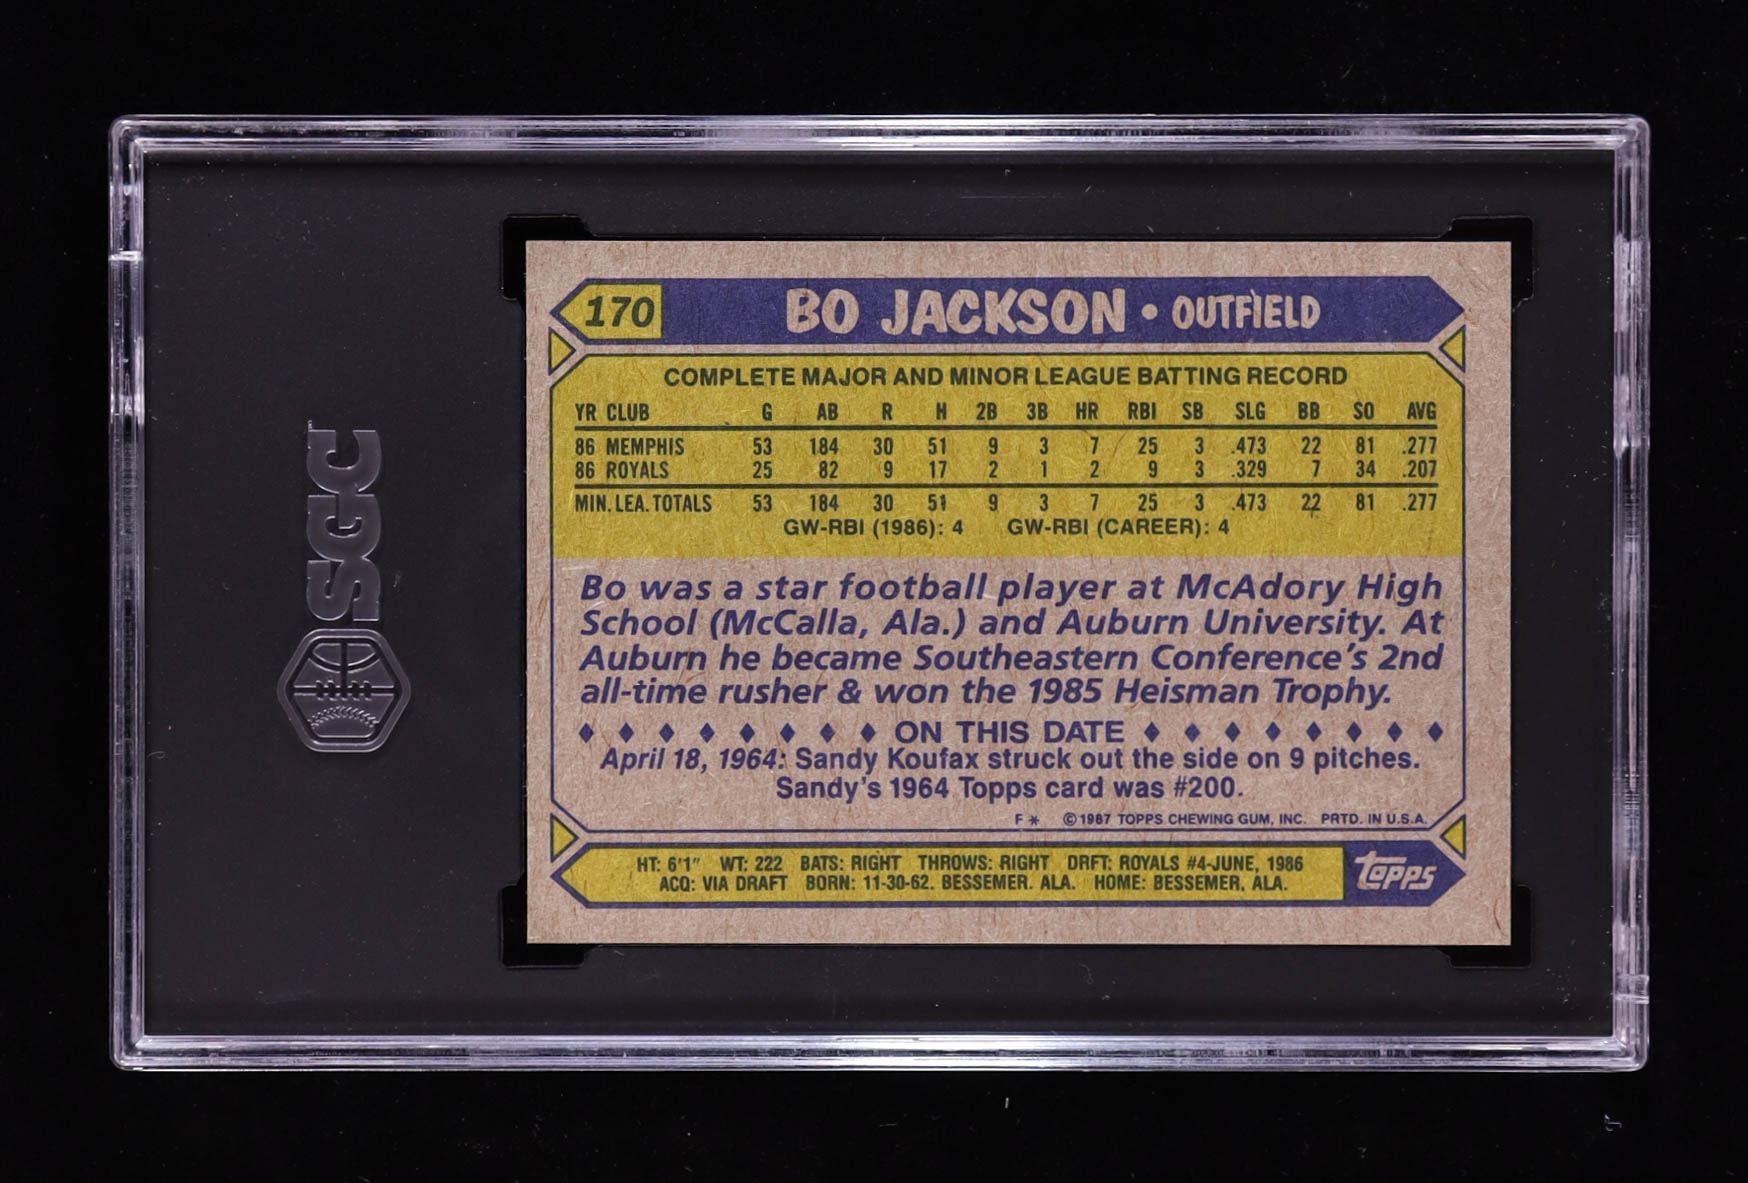 SGC
170 BO JACKSON • OUTFIELD
COMPLETE MAJOR AND MINOR LEAGUE BATTING RECORD
YR CLUB G AB R H 2B 3B HR RBI SB SLG BB SO AVG
86 MEMPHIS 53 184 30 51 9 3 7 25 3 .473 22 81 .277
86 ROYALS 25 82 9 17 2 1 2 9 3 .329 7 34 .207
MIN. LEA. TOTALS 53 184 30 51 9 3 7 25 3 .473 22 81 .277
GW-RBI (1986): 4 GW-RBI (CAREER): 4
Bo was a star football player at McAdory High
School (McCalla, Ala.) and Auburn University. At
Auburn he became Southeastern Conference's 2nd
all-time rusher & won the 1985 Heisman Trophy.
ON THIS DATE
April 18, 1964: Sandy Koufax struck out the side on 9 pitches.
Sandy's 1964 Topps card was #200.
F * © 1987 TOPPS CHEWING GUM, INC. PRTD. IN U.S.A.
HT: 6'1" WT: 222 BATS: RIGHT THROWS: RIGHT DRFT: ROYALS #4-JUNE, 1986
ACQ: VIA DRAFT BORN: 11-30-62. BESSEMER. ALA. HOME: BESSEMER, ALA.
topps